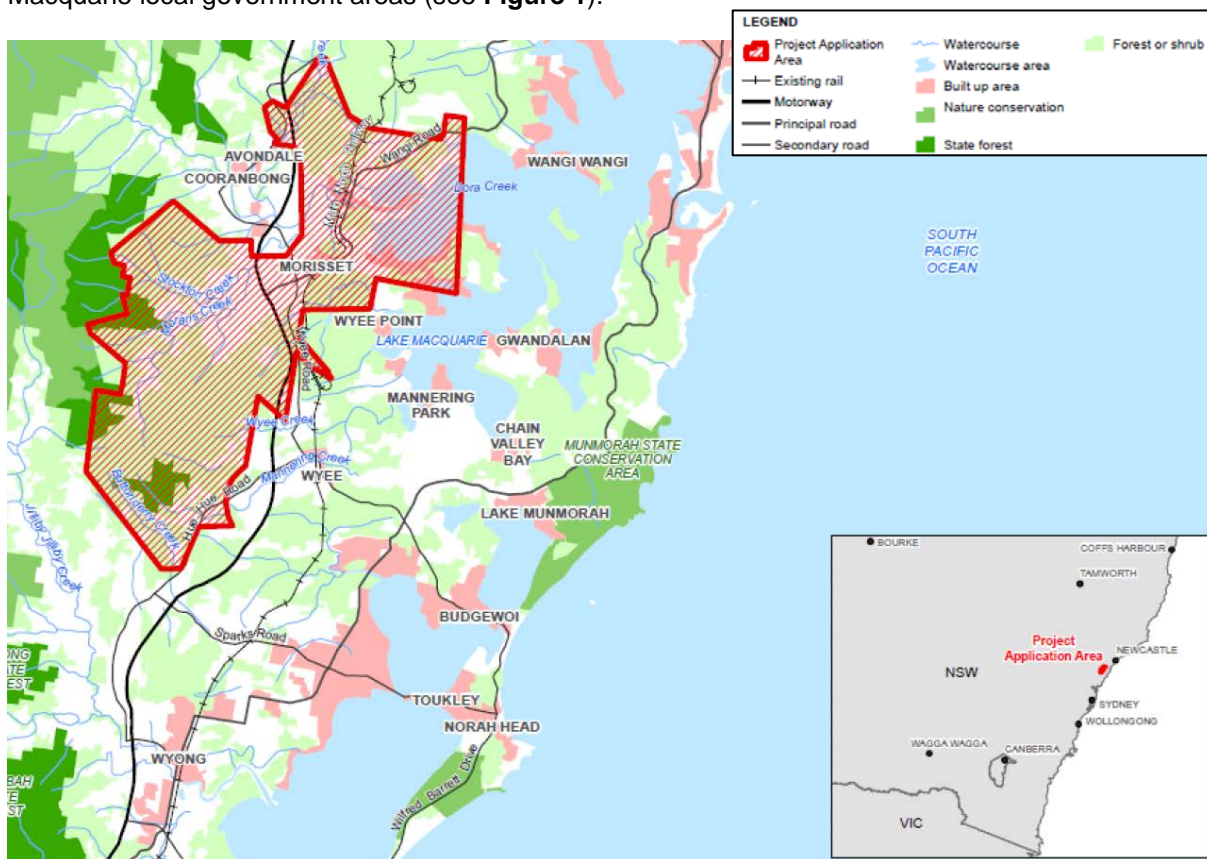 Macquarie local government areas (see Figure 1).
LEGEND
Project Application
Area
Existing rail
Motorway
Principal road
Secondary road
Watercourse
Watercourse area
Built up area
Nature conservation
State forest
Forest or shrub
Creek
AVONDALE
COORANBONG
Wangi Road
WANGI WANGI
Dora Creek
MORISSET
Stockton Creek
Morans Creek
WYEE POINT
LAKE MACQUARIE
GWANDALAN
Wyee Road
MANNERING
PARK
CHAIN
VALLEY
BAY
MUNMORAH STATE
CONSERVATION
AREA
Wyee Creek
Mannering Creek
WYEE
Hue Hue Road
Buttonderry Creek
LAKE MUNMORAH
Jilliby Jilliby Creek
BUDGEWOI
Sparks Road
TOUKLEY
NORAH HEAD
WYONG
Wilfred Barrett Drive
SOUTH
PACIFIC
OCEAN
BOURKE
COFFS HARBOUR
TAMWORTH
Project
Application Area
NEWCASTLE
NSW
SYDNEY
WOLLONGONG
WAGGA WAGGA
CANBERRA
VIC